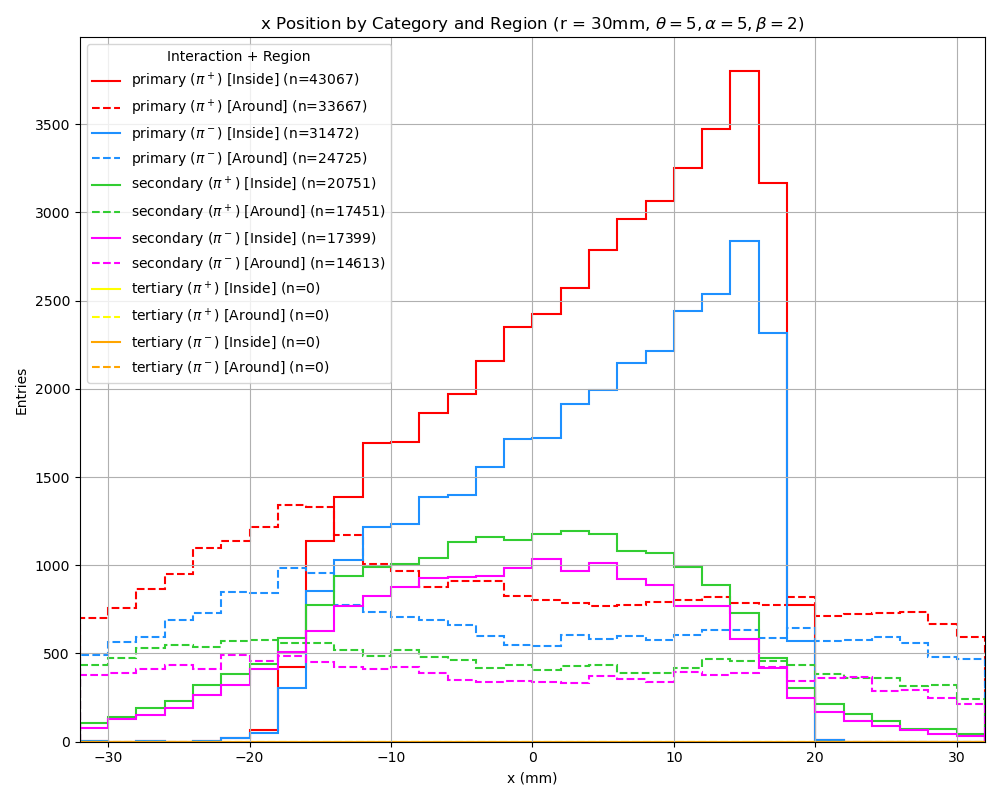 x Position by Category and Region (r = 30mm, θ = 5, α = 5, β = 2)
Interaction + Region
primary (π⁺) [Inside] (n=43067)
primary (π⁺) [Around] (n=33667)
primary (π⁻) [Inside] (n=31472)
primary (π⁻) [Around] (n=24725)
secondary (π⁺) [Inside] (n=20751)
secondary (π⁺) [Around] (n=17451)
secondary (π⁻) [Inside] (n=17399)
secondary (π⁻) [Around] (n=14613)
tertiary (π⁺) [Inside] (n=0)
tertiary (π⁺) [Around] (n=0)
tertiary (π⁻) [Inside] (n=0)
tertiary (π⁻) [Around] (n=0)
Entries
3500
3000
2500
2000
1500
1000
500
0
−30 −20 −10 0 10 20 30
x (mm)